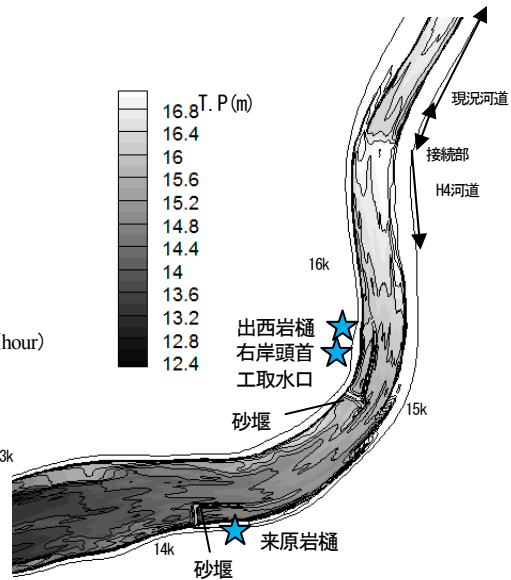 T.P(m)
16.8
16.4
16
15.6
15.2
14.8
14.4
14
13.6
13.2
12.8
12.4
現況河道
接続部
H4河道
16k
出西岩樋
右岸頭首
工取水口
砂堰
15k
hour)
3k
14k
来原岩樋
砂堰